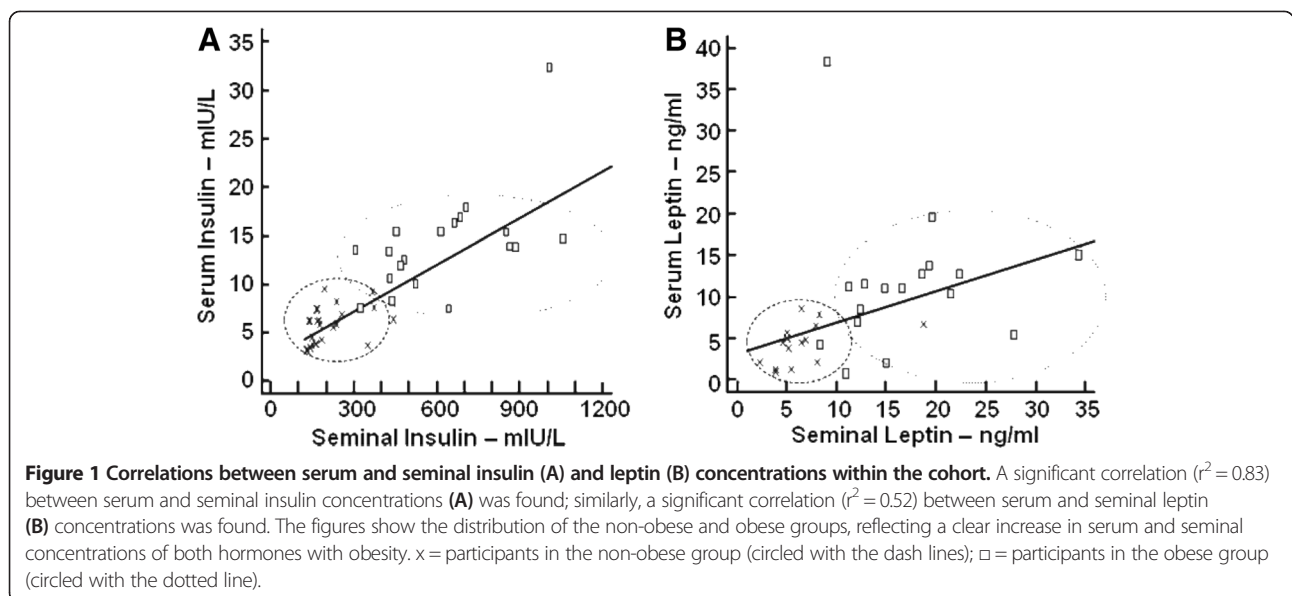 A
B
35
30
25
20
15
10
5
0
Serum Insulin – mIU/L
0 300 600 900 1200
Seminal Insulin – mIU/L
40
35
30
25
20
15
10
5
0
Serum Leptin – ng/ml
0 5 10 15 20 25 30 35
Seminal Leptin – ng/ml
Figure 1 Correlations between serum and seminal insulin (A) and leptin (B) concentrations within the cohort. A significant correlation (r² = 0.83)
between serum and seminal insulin concentrations (A) was found; similarly, a significant correlation (r² = 0.52) between serum and seminal leptin
(B) concentrations was found. The figures show the distribution of the non-obese and obese groups, reflecting a clear increase in serum and seminal
concentrations of both hormones with obesity. x = participants in the non-obese group (circled with the dash lines); □ = participants in the obese group
(circled with the dotted line).